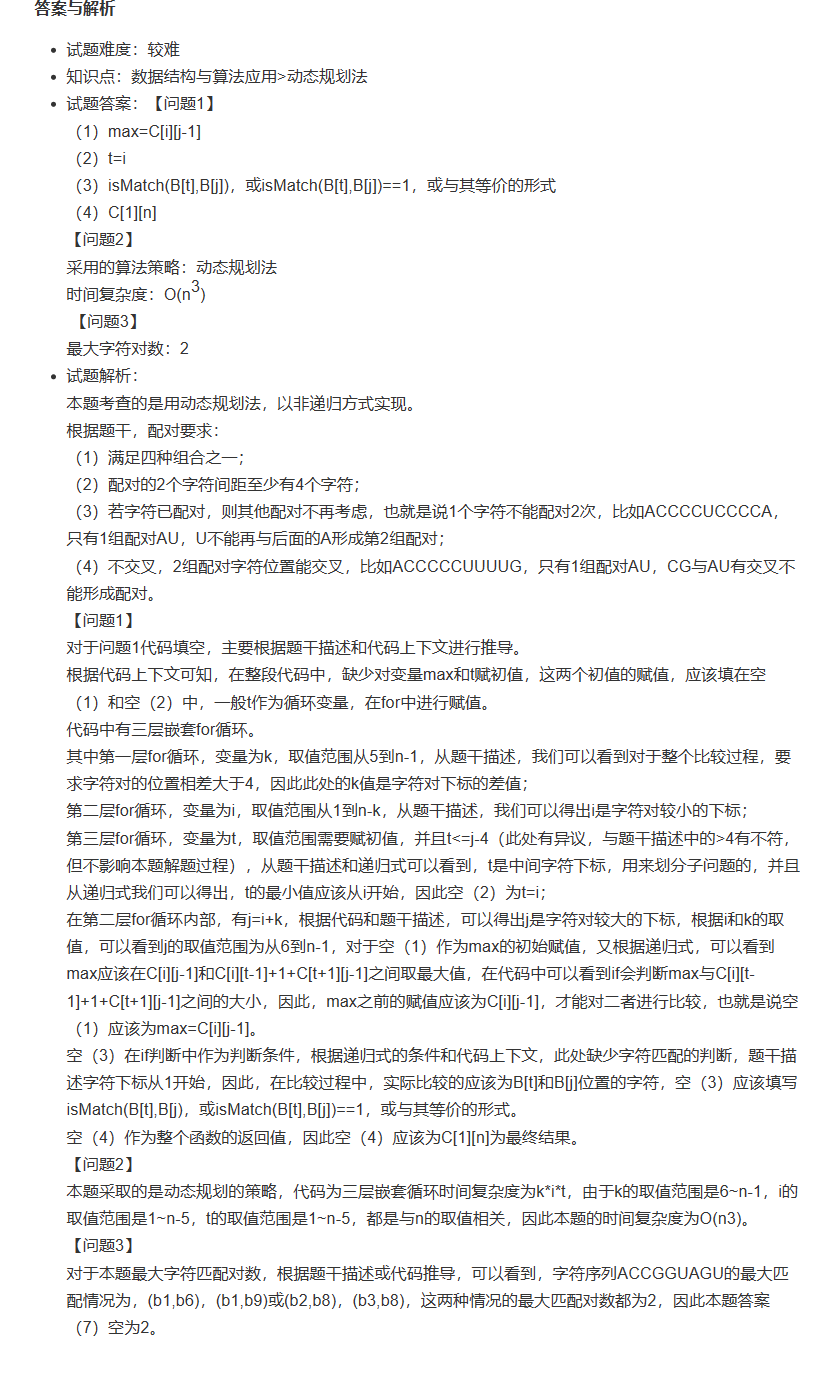 答案与解析
试题难度：较难
知识点：数据结构与算法应用>动态规划法
试题答案：【问题1】
（1）max=C[i][j-1]
（2）t=i
（3）isMatch(B[t],B[j])，或isMatch(B[t],B[j])==1，或与其等价的形式
（4）C[1][n]
【问题2】
采用的算法策略：动态规划法
时间复杂度：O(n3)
【问题3】
最大字符对数：2
试题解析：
本题考查的是用动态规划法，以非递归方式实现。
根据题干，配对要求：
（1）满足四种组合之一；
（2）配对的2个字符间距至少有4个字符；
（3）若字符已配对，则其他配对不再考虑，也就是说1个字符不能配对2次，比如ACCCCUCCCCA，
只有1组配对AU，U不能再与后面的A形成第2组配对；
（4）不交叉，2组配对字符位置能交叉，比如ACCCCCUUUUG，只有1组配对AU，CG与AU有交叉不
能形成配对。
【问题1】
对于问题1代码填空，主要根据题干描述和代码上下文进行推导。
根据代码上下文可知，在整段代码中，缺少对变量max和t赋初值，这两个初值的赋值，应该填在空
（1）和空（2）中，一般t作为循环变量，在for中进行赋值。
代码中有三层嵌套for循环。
其中第一层for循环，变量为k，取值范围从5到n-1，从题干描述，我们可以看到对于整个比较过程，要
求字符对的位置相差大于4，因此此处的k值是字符对下标的差值；
第二层for循环，变量为i，取值范围从1到n-k，从题干描述，我们可以得出i是字符对较小的下标；
第三层for循环，变量为t，取值范围需要赋初值，并且t<=j-4（此处有异议，与题干描述中的>4有不符，
但不影响本题解题过程），从题干描述和递归式可以看到，t是中间字符下标，用来划分子问题的，并且
从递归式我们可以得出，t的最小值应该从i开始，因此空（2）为t=i；
在第二层for循环内部，有j=i+k，根据代码和题干描述，可以得出j是字符对较大的下标，根据i和k的取
值，可以看到j的取值范围为从6到n-1，对于空（1）作为max的初始赋值，又根据递归式，可以看到
max应该在C[i][j-1]和C[i][t-1]+1+C[t+1][j-1]之间取最大值，在代码中可以看到if会判断max与C[i][t-
1]+1+C[t+1][j-1]之间的大小，因此，max之前的赋值应该为C[i][j-1]，才能对二者进行比较，也就是说空
（1）应该为max=C[i][j-1]。
空（3）在if判断中作为判断条件，根据递归式的条件和代码上下文，此处缺少字符匹配的判断，题干描
述字符下标从1开始，因此，在比较过程中，实际比较的应该为B[t]和B[j]位置的字符，空（3）应该填写
isMatch(B[t],B[j)，或isMatch(B[t],B[j])==1，或与其等价的形式。
空（4）作为整个函数的返回值，因此空（4）应该为C[1][n]为最终结果。
【问题2】
本题采取的是动态规划的策略，代码为三层嵌套循环时间复杂度为k*i*t，由于k的取值范围是6~n-1，i的
取值范围是1~n-5，t的取值范围是1~n-5，都是与n的取值相关，因此本题的时间复杂度为O(n3)。
【问题3】
对于本题最大字符匹配对数，根据题干描述或代码推导，可以看到，字符序列ACCGGUAGU的最大匹
配情况为，(b1,b6)，(b1,b9)或(b2,b8)，(b3,b8)，这两种情况的最大匹配对数都为2，因此本题答案
（7）空为2。